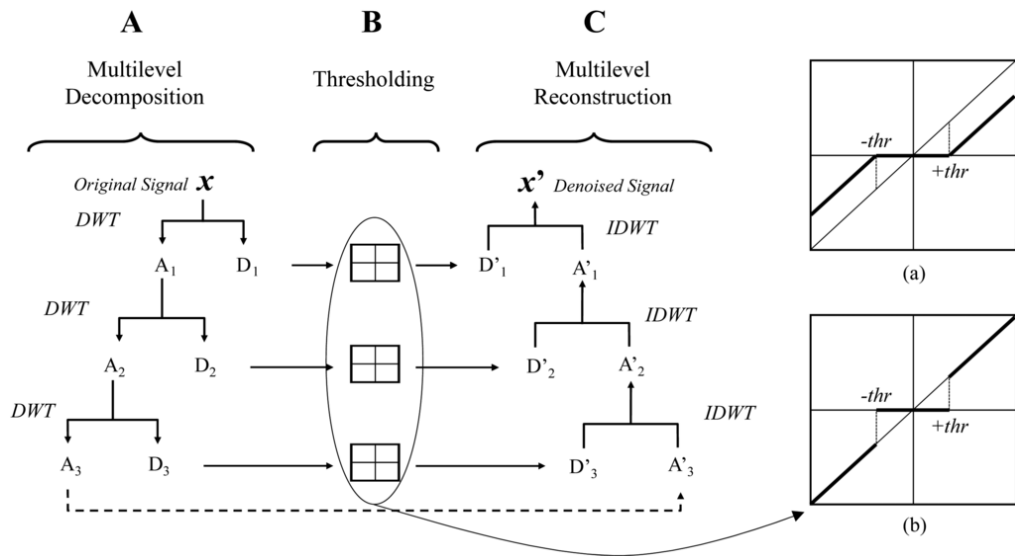 A
B
C
Multilevel
Decomposition
Thresholding
Multilevel
Reconstruction
Original Signal x
x' Denoised Signal
DWT
IDWT
A1
D1
D'1
A'1
DWT
IDWT
A2
D2
D'2
A'2
DWT
IDWT
A3
D3
D'3
A'3
-thr
+thr
(a)
-thr
+thr
(b)